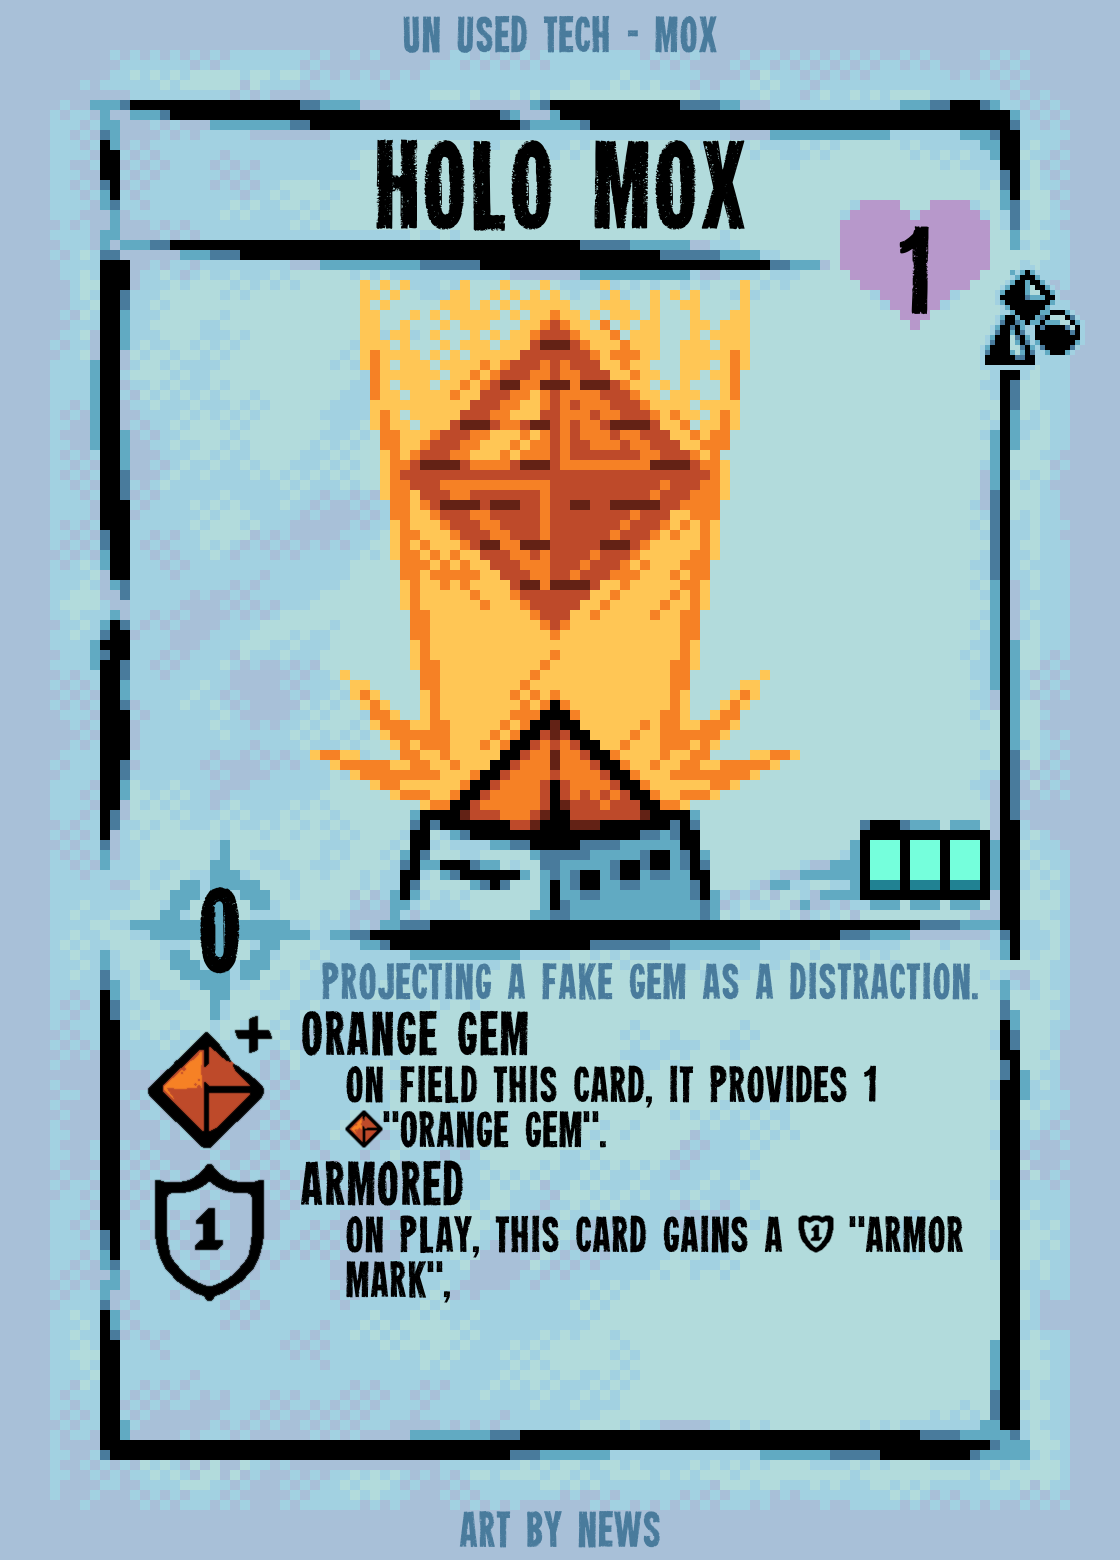 UN USED TECH - MOX
HOLO MOX
1
0
PROJECTING A FAKE GEM AS A DISTRACTION.
ORANGE GEM
ON FIELD THIS CARD, IT PROVIDES 1
"ORANGE GEM".
ARMORED
1
ON PLAY, THIS CARD GAINS A 1 "ARMOR
MARK",
ART BY NEWS